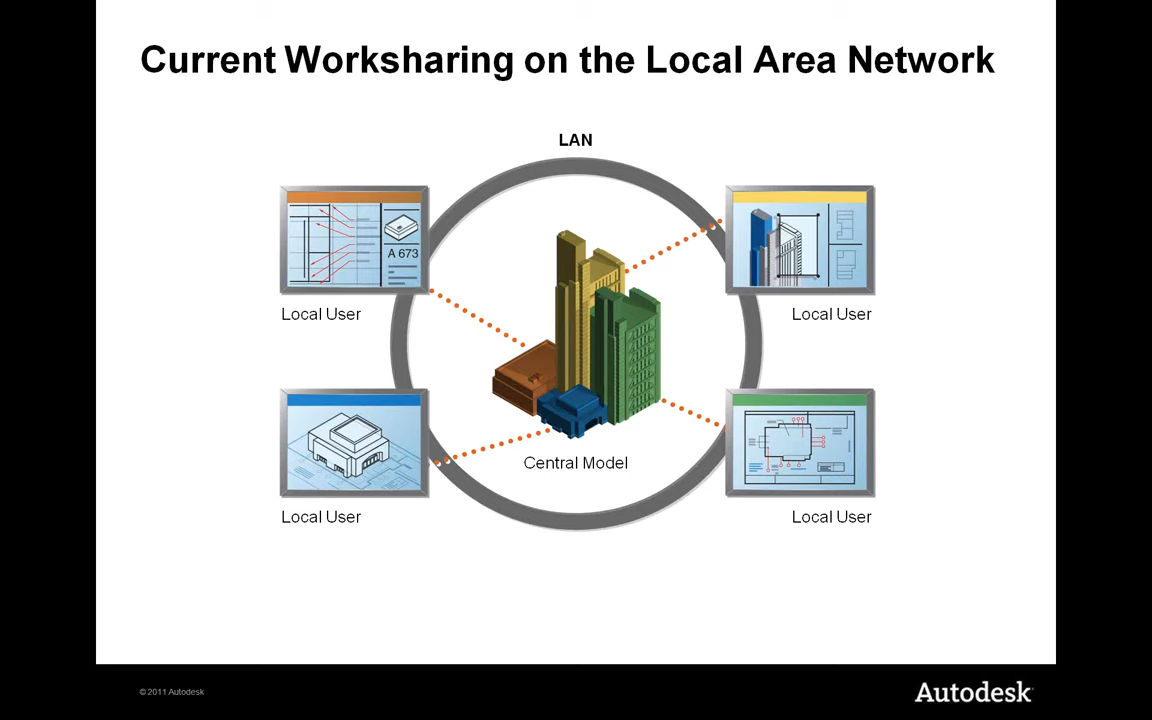 Current Worksharing on the Local Area Network
LAN
A 673
Local User
Local User
Central Model
Local User
Local User
© 2011 Autodesk
Autodesk